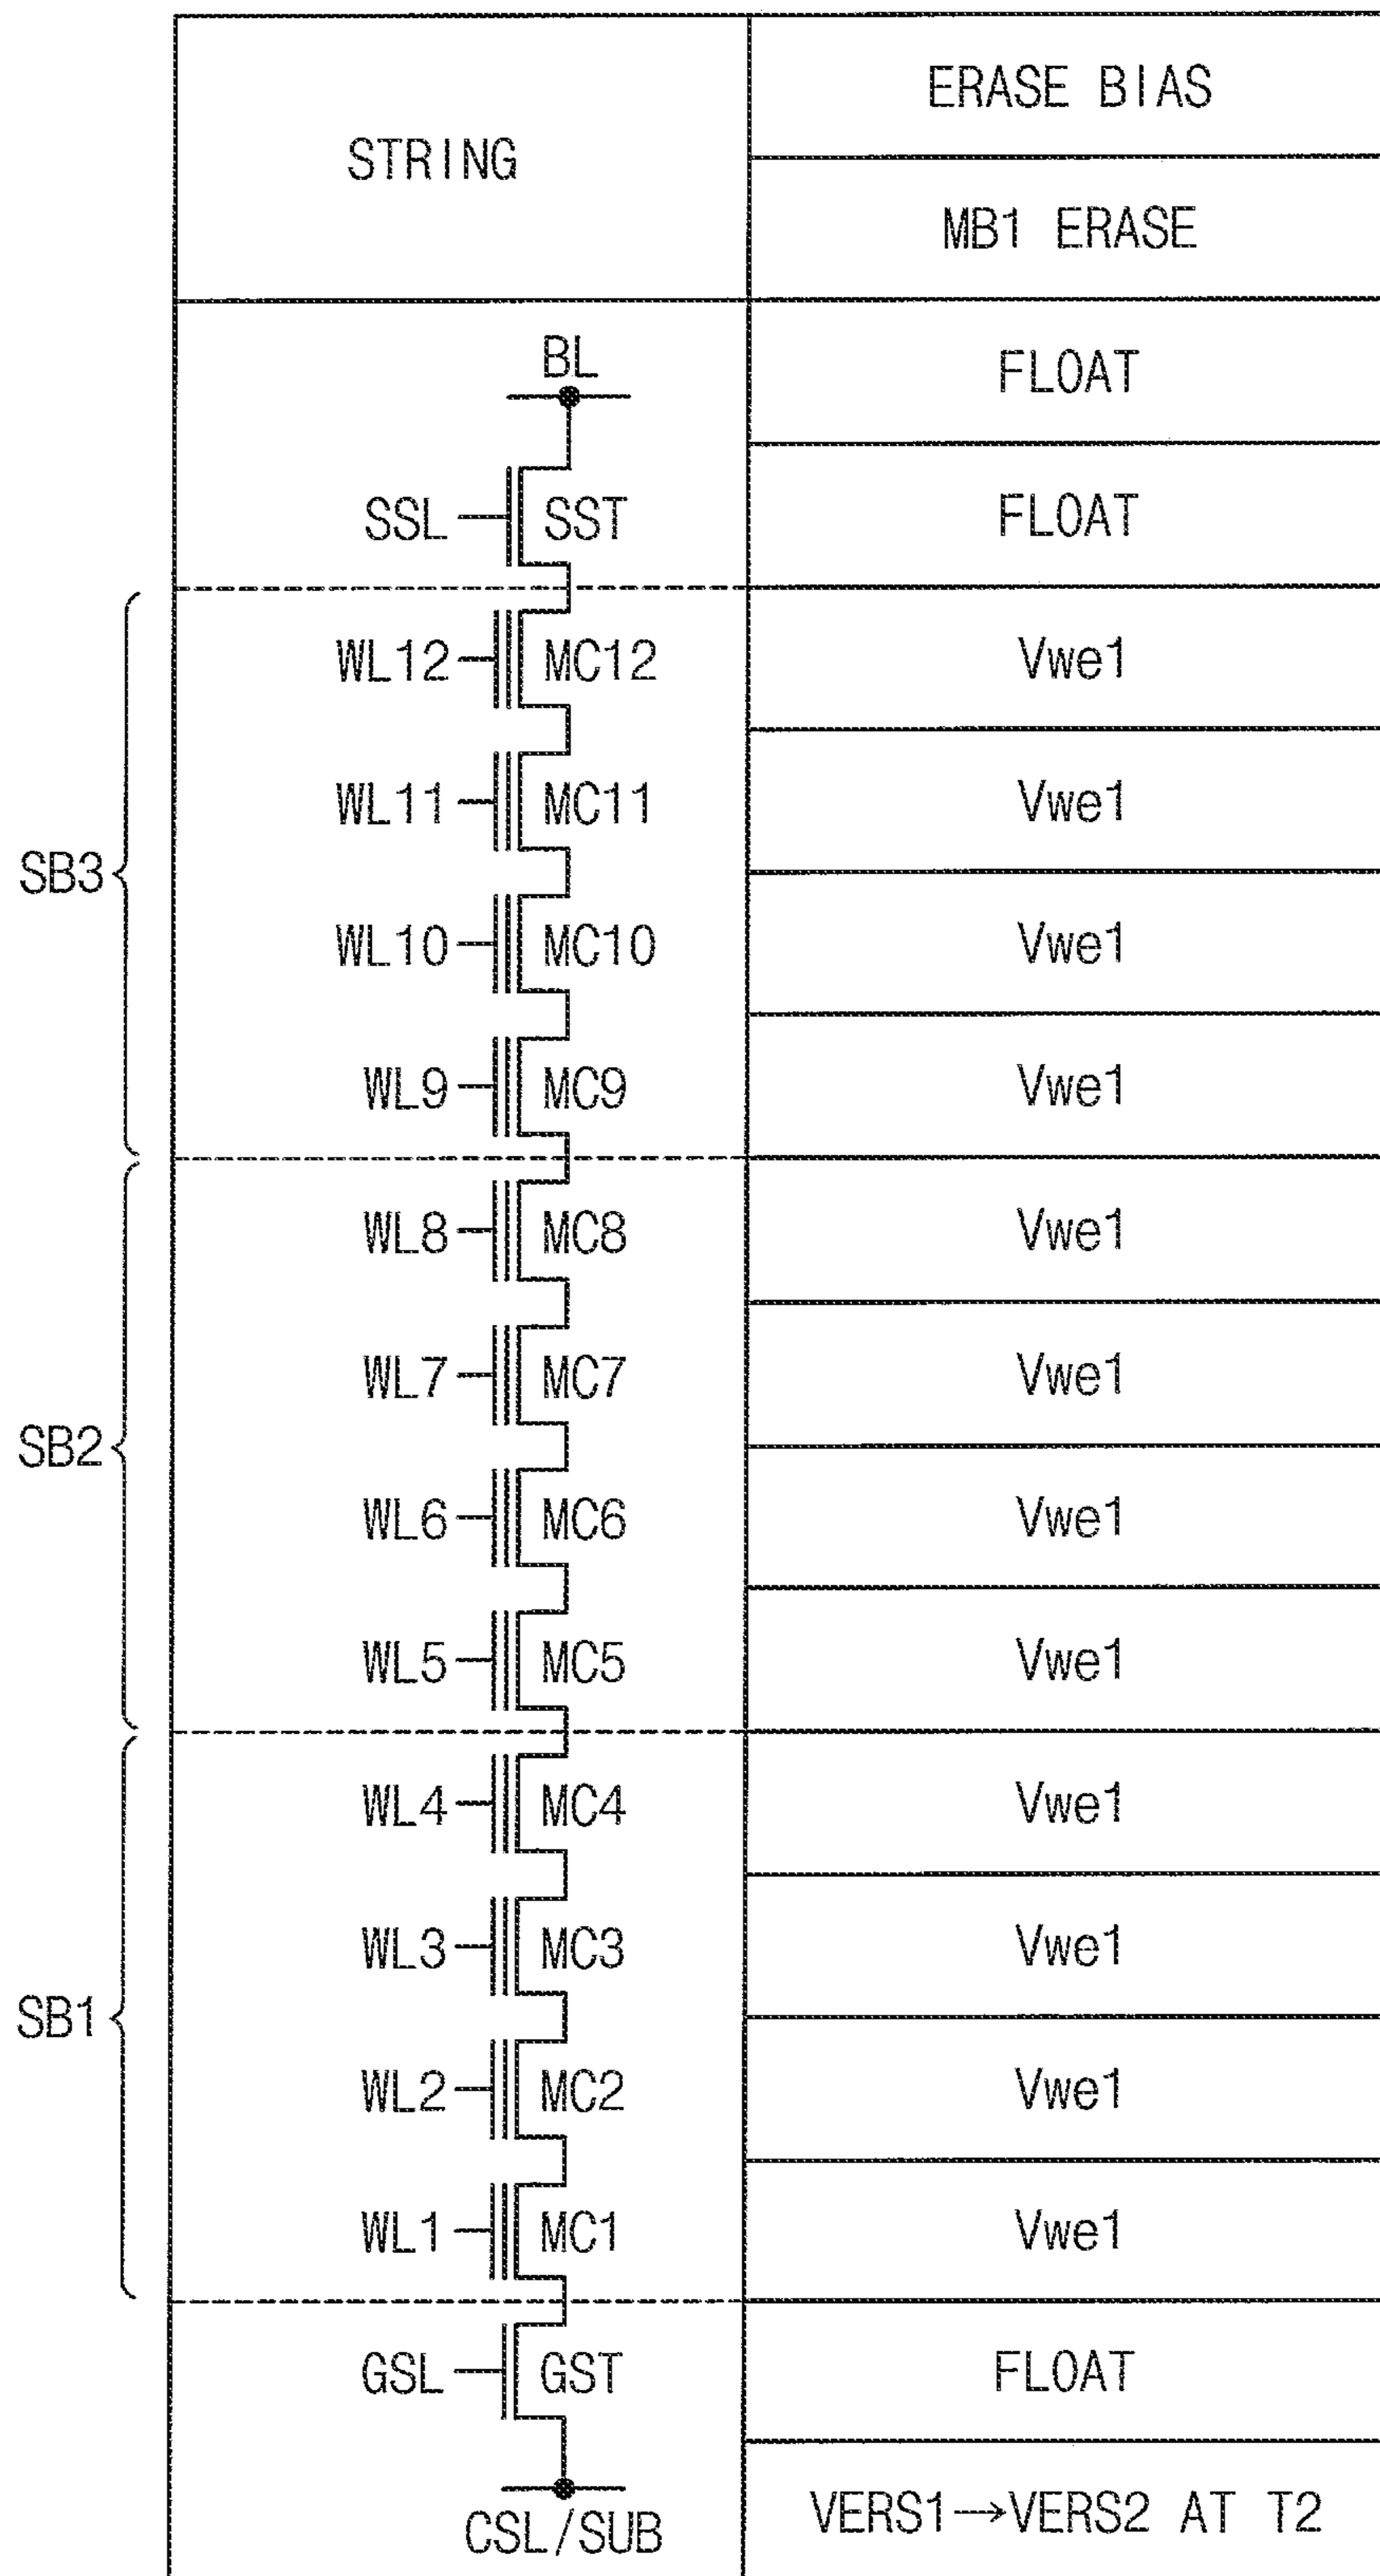 STRING
ERASE BIAS
MB1 ERASE
BL
FLOAT
SSL SST FLOAT
SB3
WL12 MC12 Vwe1
WL11 MC11 Vwe1
WL10 MC10 Vwe1
WL9 MC9 Vwe1
SB2
WL8 MC8 Vwe1
WL7 MC7 Vwe1
WL6 MC6 Vwe1
WL5 MC5 Vwe1
SB1
WL4 MC4 Vwe1
WL3 MC3 Vwe1
WL2 MC2 Vwe1
WL1 MC1 Vwe1
GSL GST FLOAT
CSL/SUB VERS1→VERS2 AT T2